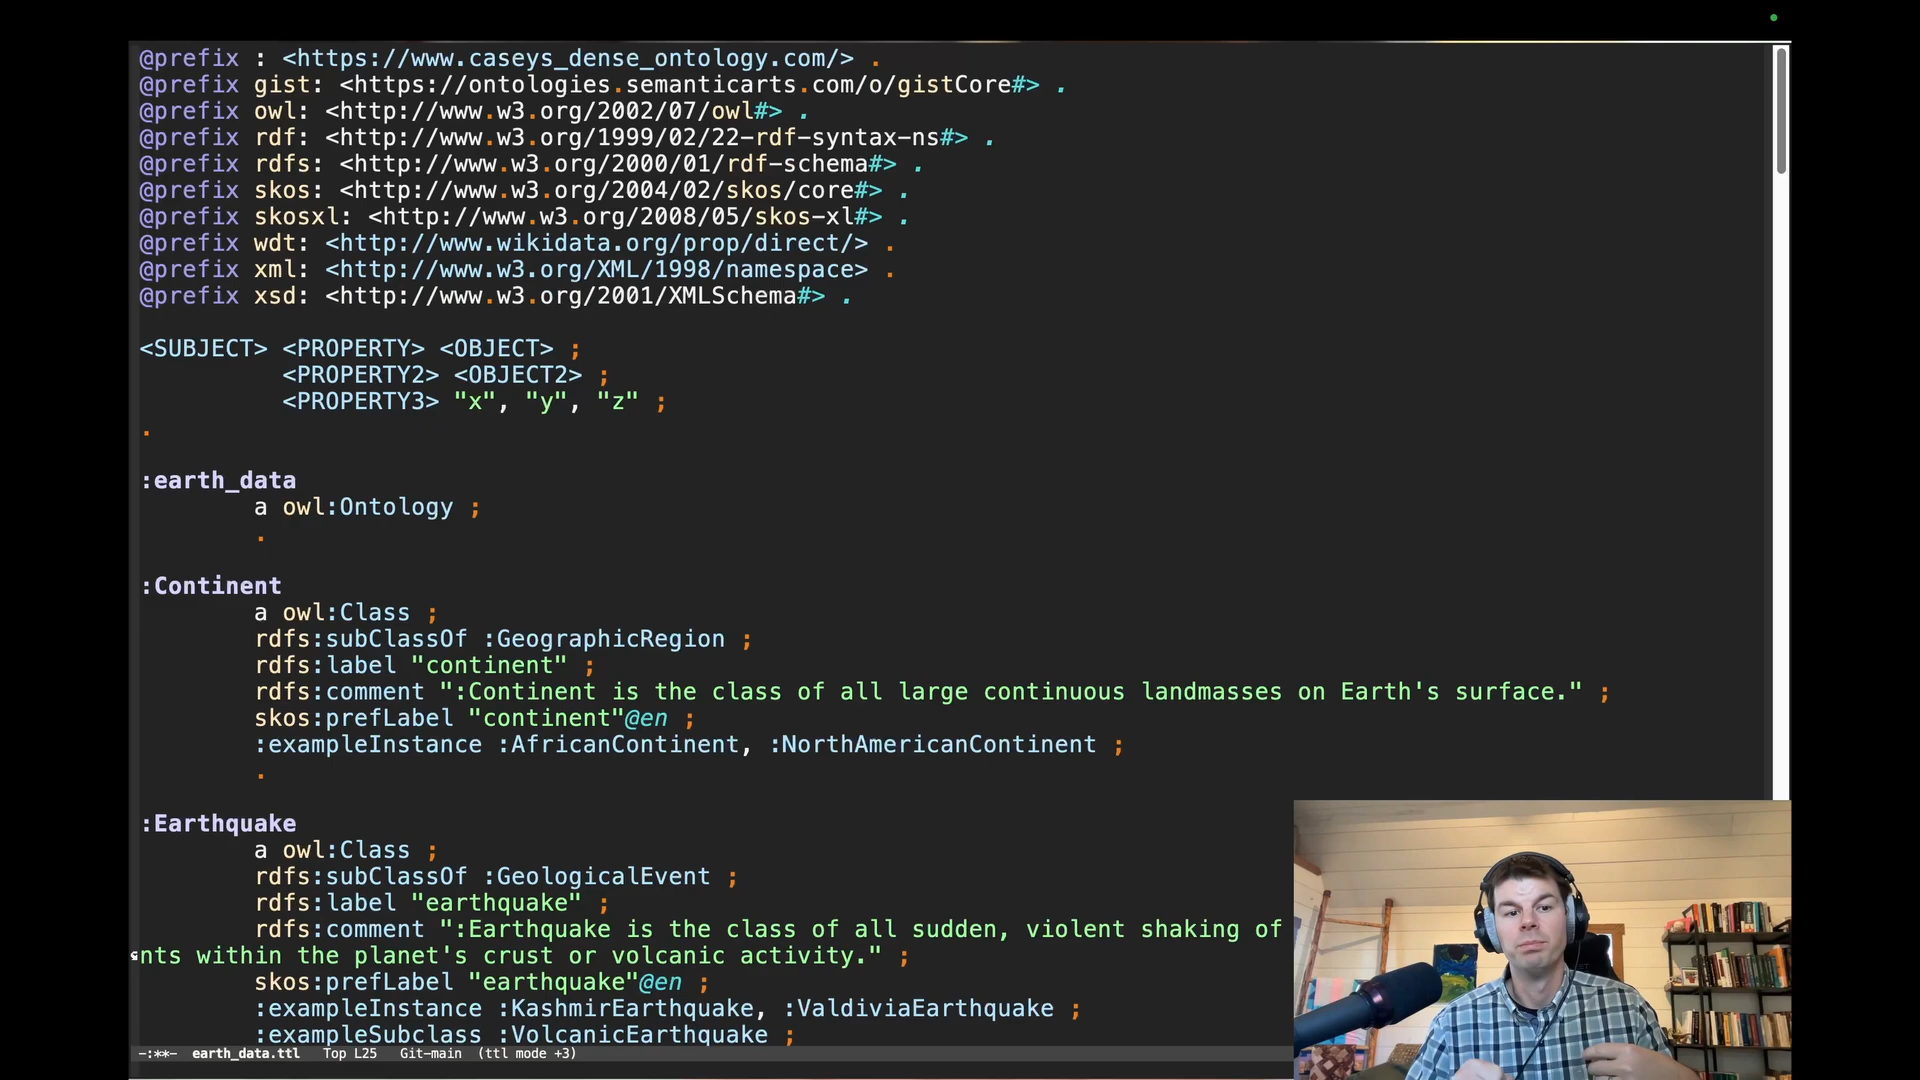 @prefix : <https://www.caseys_dense_ontology.com/> .
@prefix gist: <https://ontologies.semanticarts.com/o/gistCore#> .
@prefix owl: <http://www.w3.org/2002/07/owl#> .
@prefix rdf: <http://www.w3.org/1999/02/22-rdf-syntax-ns#> .
@prefix rdfs: <http://www.w3.org/2000/01/rdf-schema#> .
@prefix skos: <http://www.w3.org/2004/02/skos/core#> .
@prefix skosxl: <http://www.w3.org/2008/05/skos-xl#> .
@prefix wdt: <http://www.wikidata.org/prop/direct/> .
@prefix xml: <http://www.w3.org/XML/1998/namespace> .
@prefix xsd: <http://www.w3.org/2001/XMLSchema#> .
<SUBJECT> <PROPERTY> <OBJECT> ;
<PROPERTY2> <OBJECT2> ;
<PROPERTY3> "x", "y", "z" ;
.
:earth_data
a owl:Ontology ;
.
:Continent
a owl:Class ;
rdfs:subClassOf :GeographicRegion ;
rdfs:label "continent" ;
rdfs:comment ":Continent is the class of all large continuous landmasses on Earth's surface." ;
skos:prefLabel "continent"@en ;
:exampleInstance :AfricanContinent, :NorthAmericanContinent ;
.
:Earthquake
a owl:Class ;
rdfs:subClassOf :GeologicalEvent ;
rdfs:label "earthquake" ;
rdfs:comment ":Earthquake is the class of all sudden, violent shaking of
nts within the planet's crust or volcanic activity." ;
skos:prefLabel "earthquake"@en ;
:exampleInstance :KashmirEarthquake, :ValdiviaEarthquake ;
:exampleSubclass :VolcanicEarthquake ;
-:**- earth_data.ttl Top L25 Git-main (ttl mode +3)